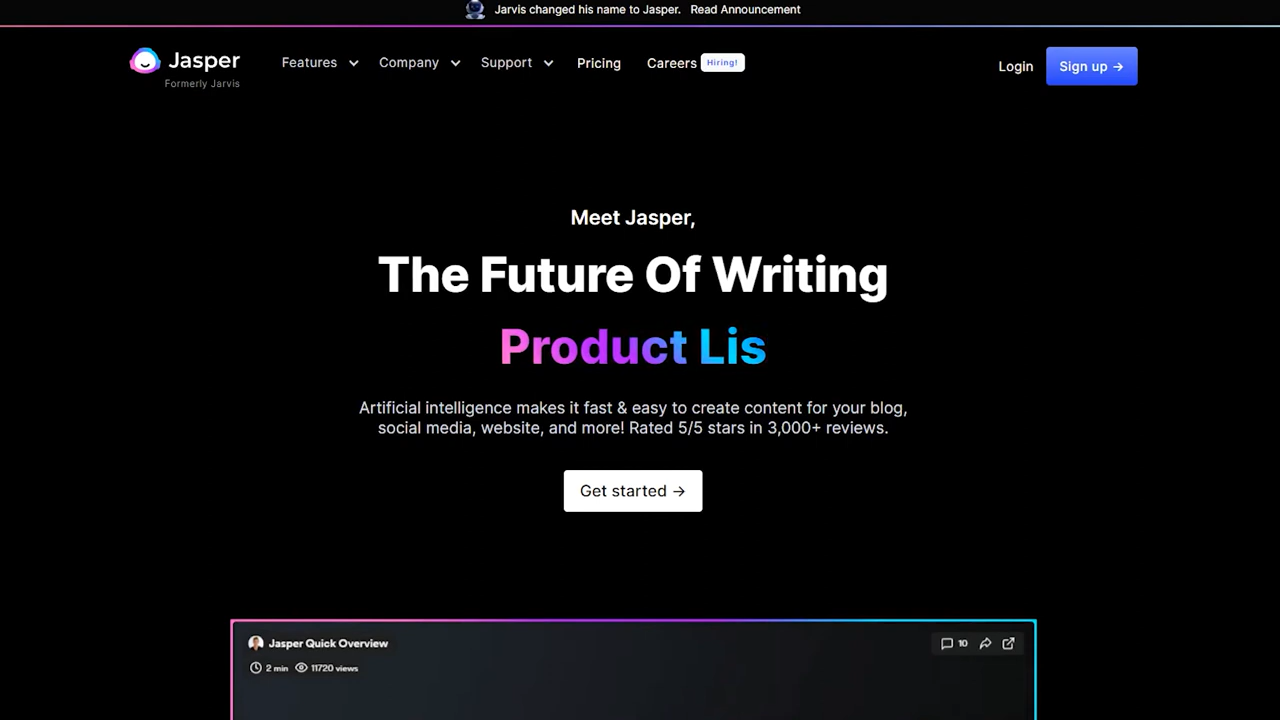 Jarvis changed his name to Jasper. Read Announcement
Jasper
Formerly Jarvis
Features Company Support Pricing Careers Hiring!
Login Sign up →
Meet Jasper,
The Future Of Writing
Product Lis
Artificial intelligence makes it fast & easy to create content for your blog,
social media, website, and more! Rated 5/5 stars in 3,000+ reviews.
Get started →
Jasper Quick Overview
10
2 min 11720 views